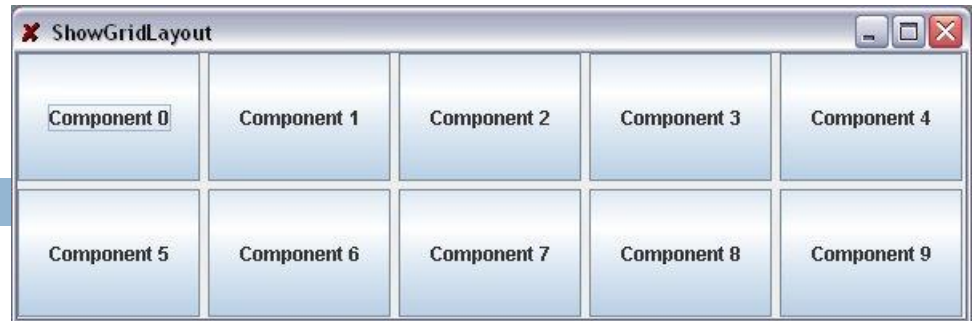 ShowGridLayout
Component 0 Component 1 Component 2 Component 3 Component 4
Component 5 Component 6 Component 7 Component 8 Component 9